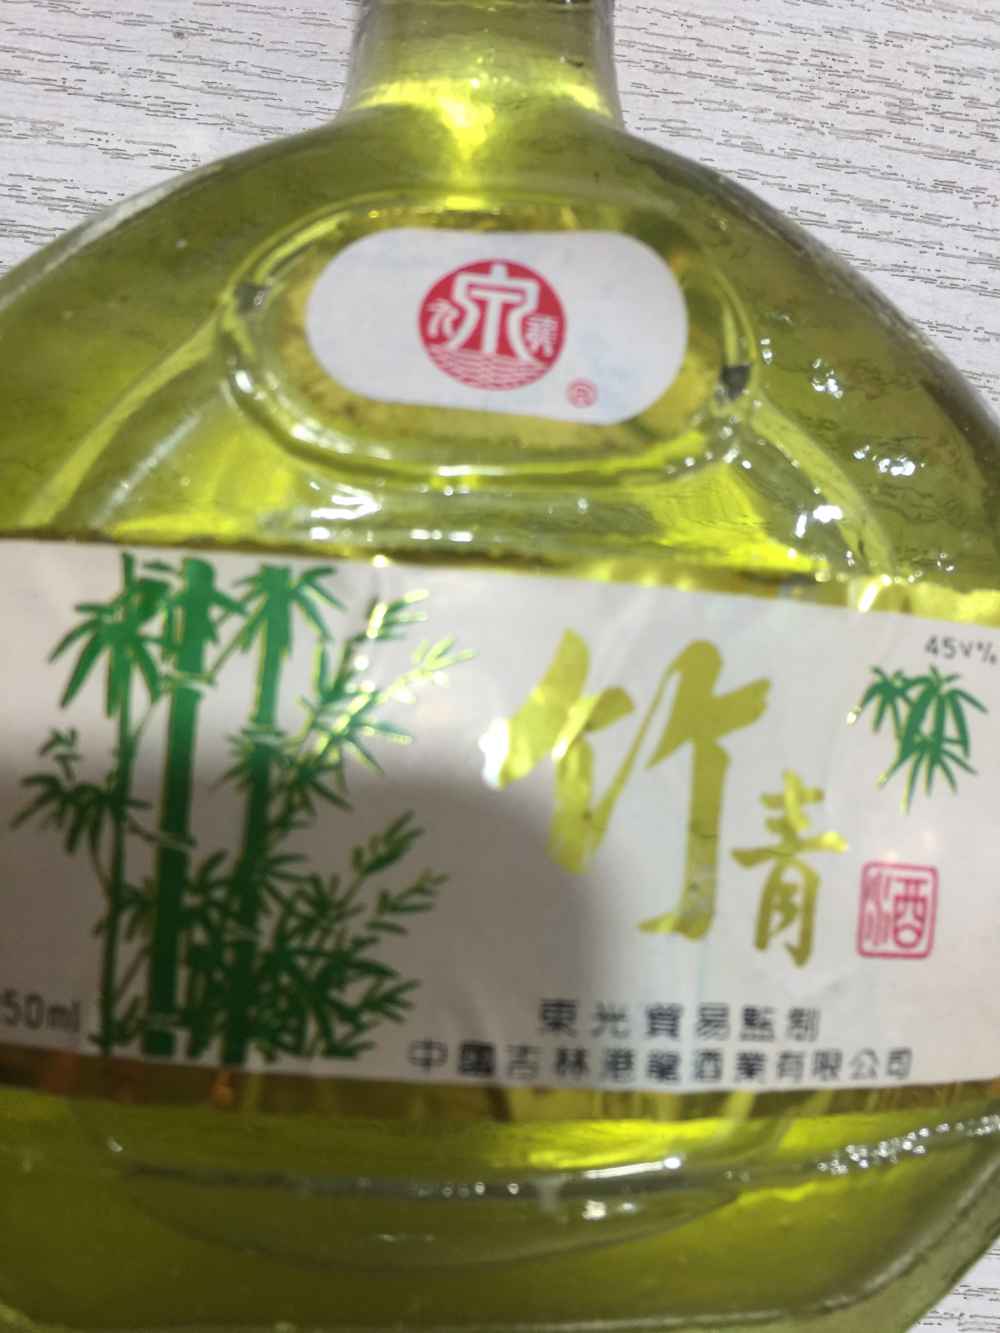 泉
®
45V%
竹青
酒
50ml
東光貿易監制
中國吉林港龍酒業有限公司